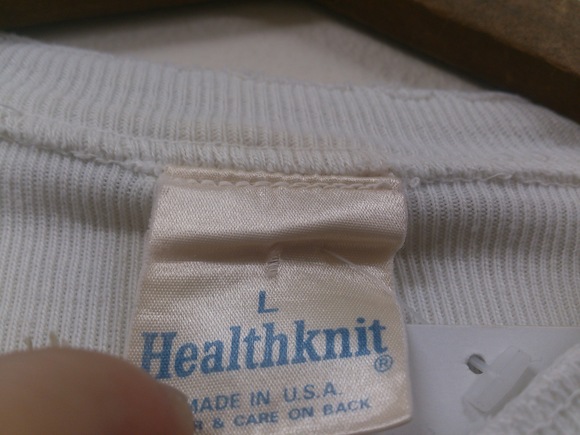 L
Healthknit®
MADE IN U.S.A.
& CARE ON BACK